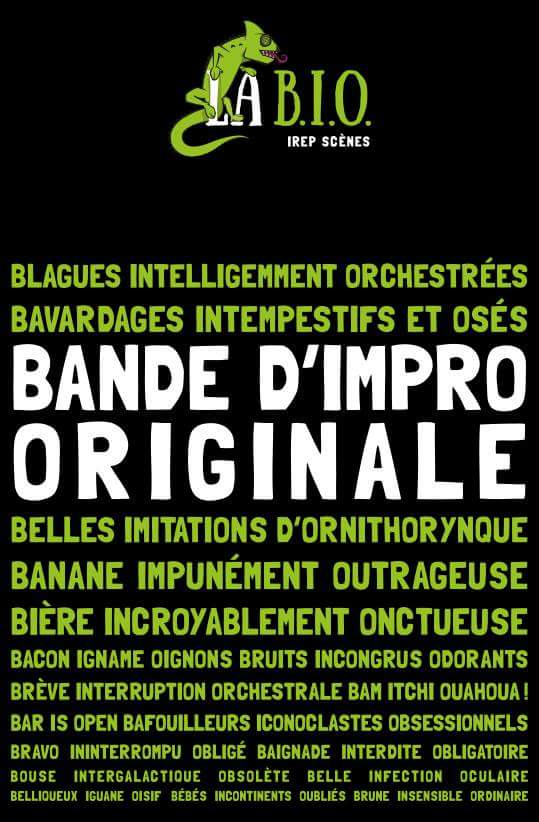 LA B.I.O.
IREP SCÈNES
BLAGUES INTELLIGEMMENT ORCHESTRÉES
BAVARDAGES INTEMPESTIFS ET OSÉS
BANDE D'IMPRO
ORIGINALE
BELLES IMITATIONS D'ORNITHORYNQUE
BANANE IMPUNÉMENT OUTRAGEUSE
BIÈRE INCROYABLEMENT ONCTUEUSE
BACON IGNAME OIGNONS BRUITS INCONGRUS ODORANTS
BRÈVE INTERRUPTION ORCHESTRALE BAM ITCHI OUAHOUA !
BAR IS OPEN BAFOUILLEURS ICONOCLASTES OBSESSIONNELS
BRAVO ININTERROMPU OBLIGÉ BAIGNADE INTERDITE OBLIGATOIRE
BOUSE INTERGALACTIQUE OBSOLÈTE BELLE INFECTION OCULAIRE
BELLIQUEUX IGUANE OISIF BÉBÉS INCONTINENTS OUBLIÉS BRUNE INSENSIBLE ORDINAIRE